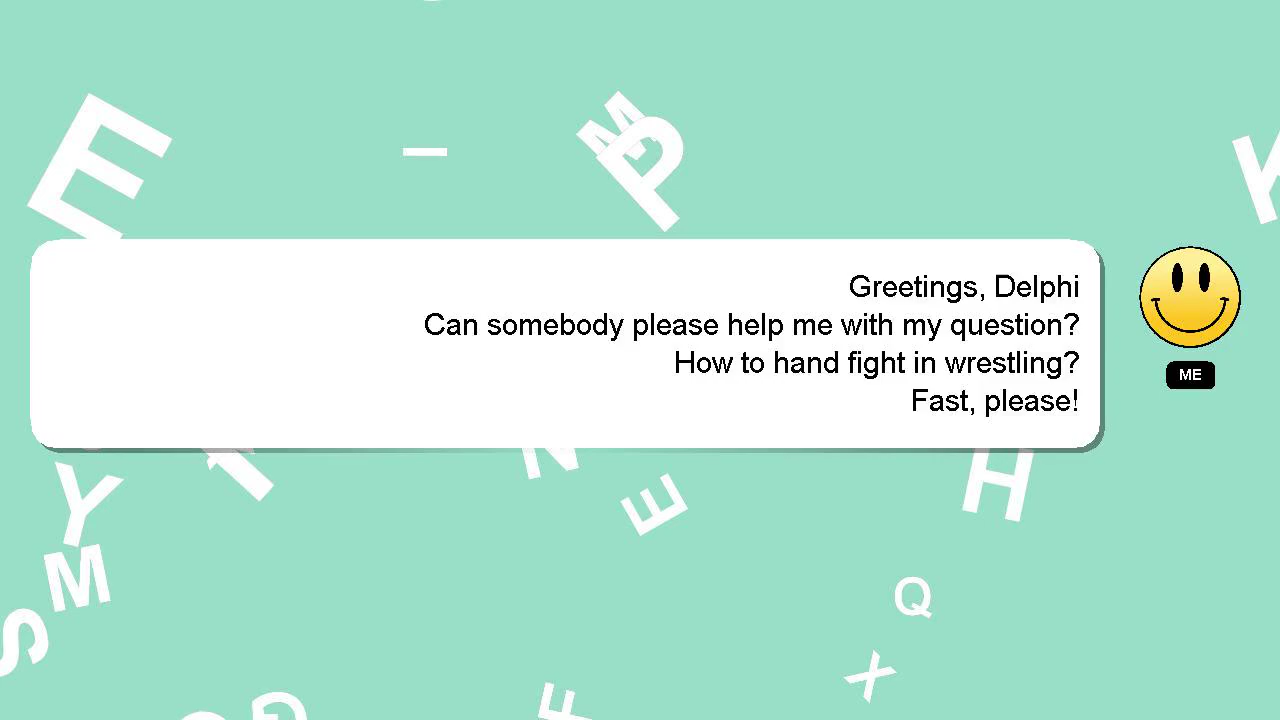 E
–
M
P
K
Greetings, Delphi
Can somebody please help me with my question?
How to hand fight in wrestling?
Fast, please!
ME
Y
N
E
H
M
S
Q
X
G
F